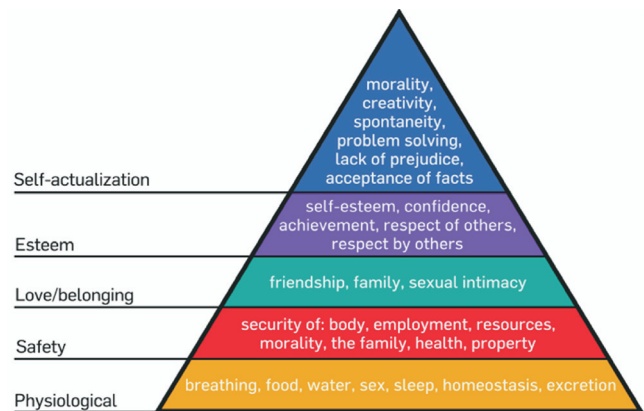 morality,
creativity,
spontaneity,
problem solving,
lack of prejudice,
acceptance of facts
Self-actualization
self-esteem, confidence,
achievement, respect of others,
respect by others
Esteem
friendship, family, sexual intimacy
Love/belonging
security of: body, employment, resources,
morality, the family, health, property
Safety
breathing, food, water, sex, sleep, homeostasis, excretion
Physiological